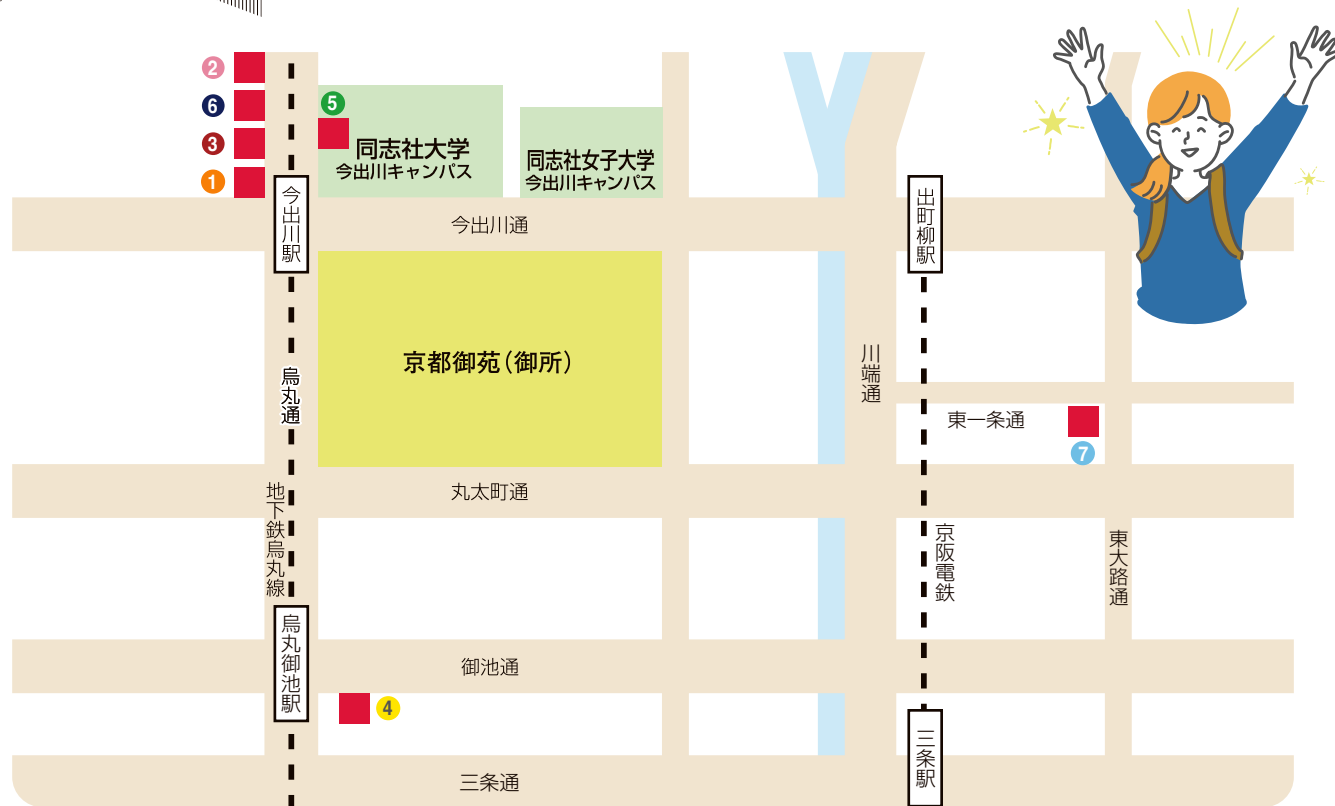 2
6
3
1
5
同志社大学
今出川キャンパス
同志社女子大学
今出川キャンパス
今出川駅
今出川通
出町柳駅
京都御苑(御所)
烏丸通
川端通
東一条通
7
丸太町通
地下鉄烏丸線
京阪電鉄
東大路通
烏丸御池駅
御池通
4
三条駅
三条通